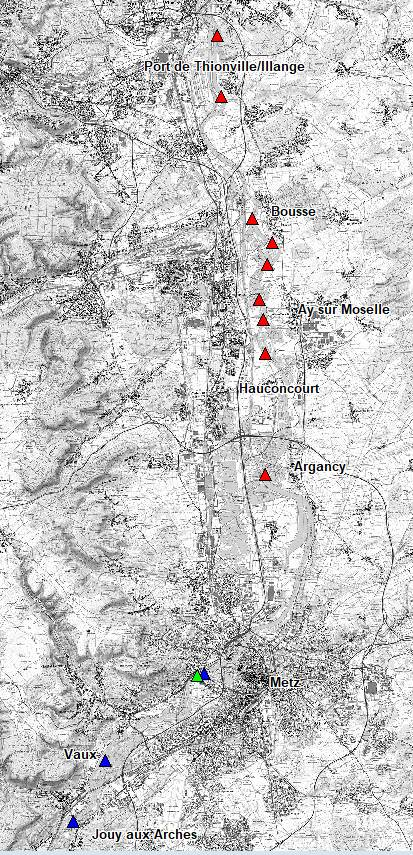 Port de Thionville/Illange
Bousse
Ay sur Moselle
Hauconcourt
Argancy
Metz
Vaux
Jouy aux Arches